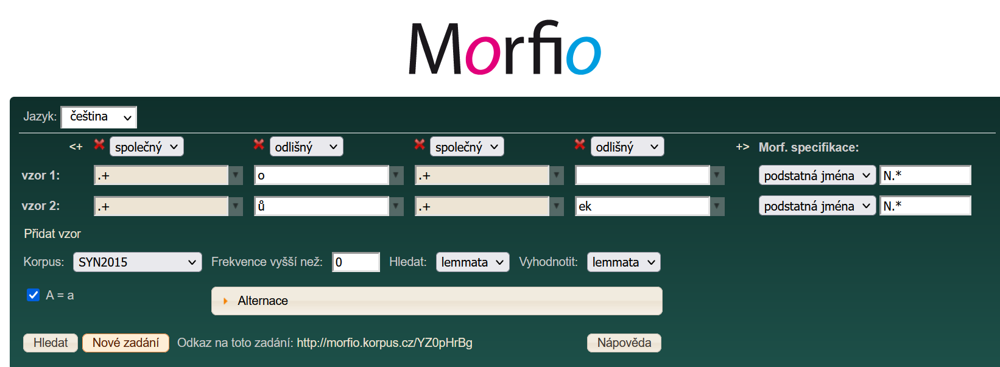 Morfio
Jazyk: čeština
<+ společný odlišný společný odlišný +> Morf. specifikace:
vzor 1: .+ o .+ podstatná jména N.*
vzor 2: .+ ů .+ ek podstatná jména N.*
Přidat vzor
Korpus: SYN2015 Frekvence vyšší než: 0 Hledat: lemmata Vyhodnotit: lemmata
A = a Alternace
Hledat Nové zadání Odkaz na toto zadání: http://morfio.korpus.cz/YZ0pHrBg Nápověda